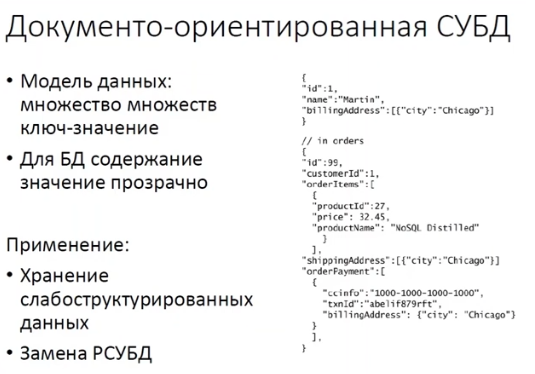 Документо-ориентированная СУБД
• Модель данных:
множество множеств
ключ-значение
• Для БД содержание
значение прозрачно
Применение:
• Хранение
слабоструктурированных
данных
• Замена РСУБД
{
"id":1,
"name":"Martin",
"billingAddress":[{"city":"Chicago"}]
}
// in orders
{
"id":99,
"customerId":1,
"orderItems":[
{
"productId":27,
"price": 32.45,
"productName": "NoSQL Distilled"
}
],
"shippingAddress":[{"city":"Chicago"}]
"orderPayment":[
{
"ccinfo":"1000-1000-1000-1000",
"txnId":"abelif879rft",
"billingAddress": {"city": "Chicago"}
}
],
}